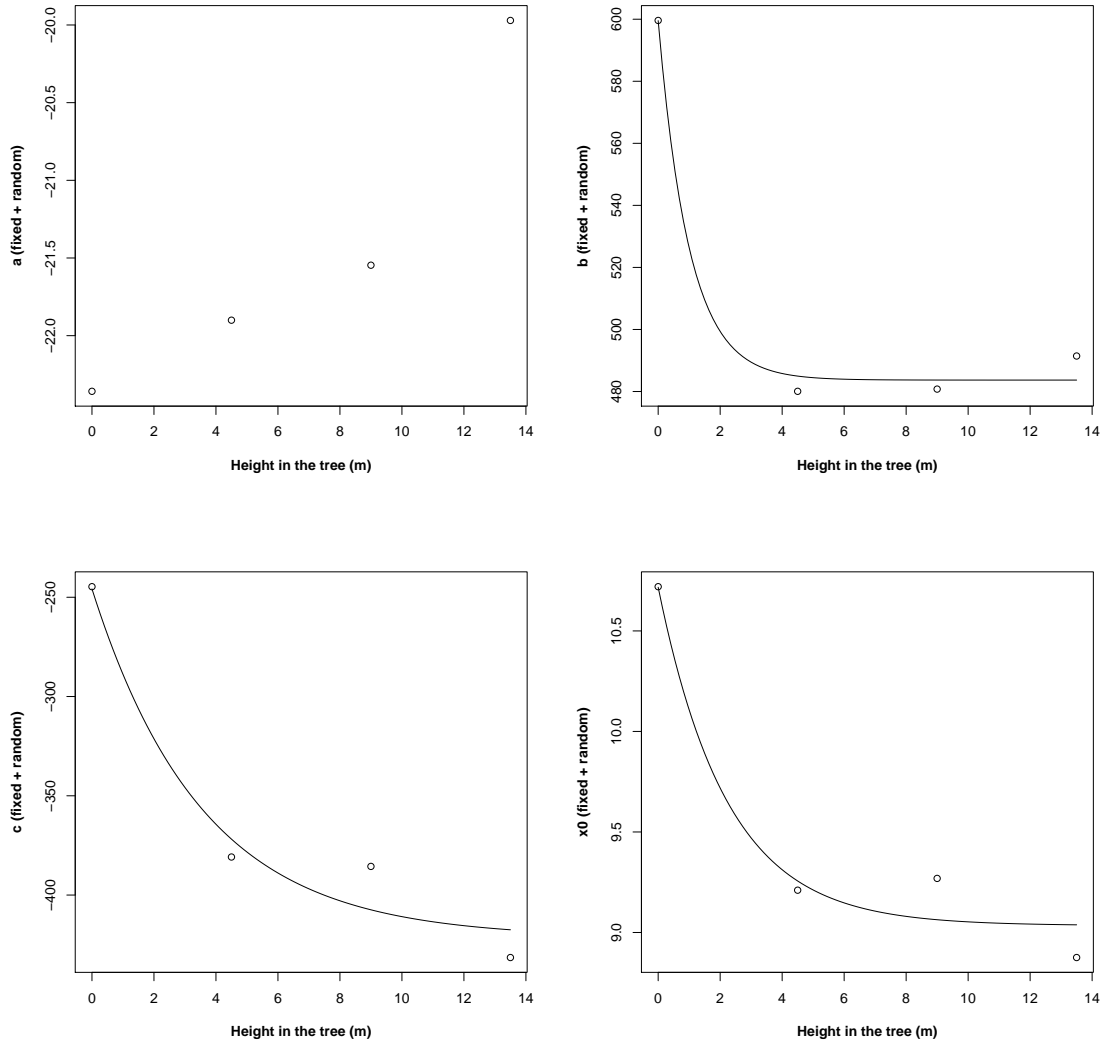 −20.0
−20.5
−21.0
−21.5
−22.0
a (fixed + random)
0 2 4 6 8 10 12 14
Height in the tree (m)
600
580
560
540
520
500
480
b (fixed + random)
0 2 4 6 8 10 12 14
Height in the tree (m)
−250
−300
−350
−400
c (fixed + random)
0 2 4 6 8 10 12 14
Height in the tree (m)
10.5
10.0
9.5
9.0
x0 (fixed + random)
0 2 4 6 8 10 12 14
Height in the tree (m)